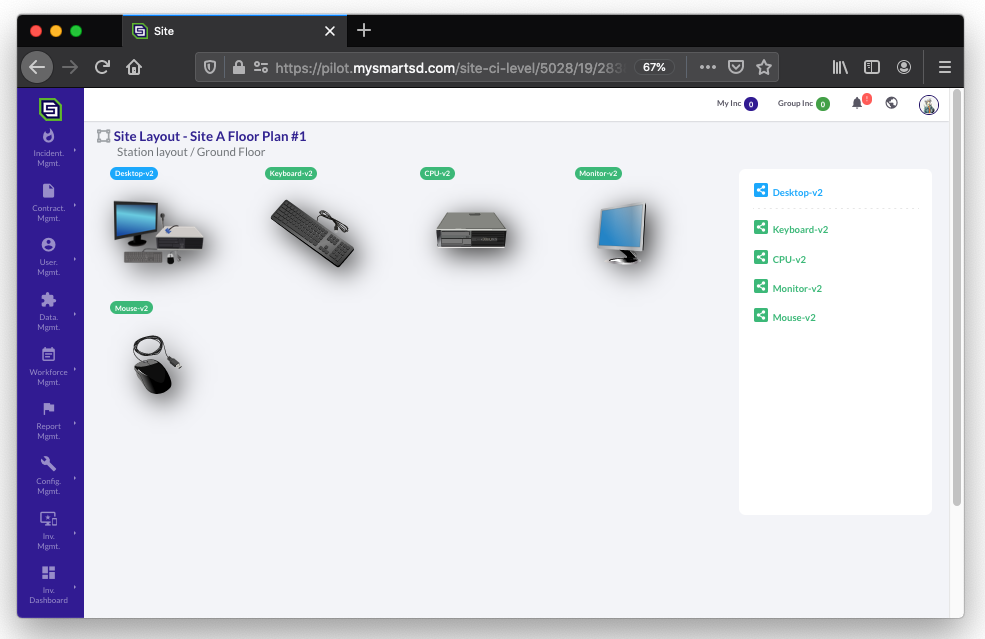 Site
https://pilot.mysmartsd.com/site-ci-level/5028/19/283
67%
My Inc 0
Group Inc 0
!
Incident.
Mgmt.
Contract.
Mgmt.
User.
Mgmt.
Data.
Mgmt.
Workforce
Mgmt.
Report
Mgmt.
Config.
Mgmt.
Inv.
Mgmt.
Inv.
Dashboard
Site Layout - Site A Floor Plan #1
Station layout / Ground Floor
Desktop-v2
Keyboard-v2
CPU-v2
Monitor-v2
Mouse-v2
Desktop-v2
Keyboard-v2
CPU-v2
Monitor-v2
Mouse-v2